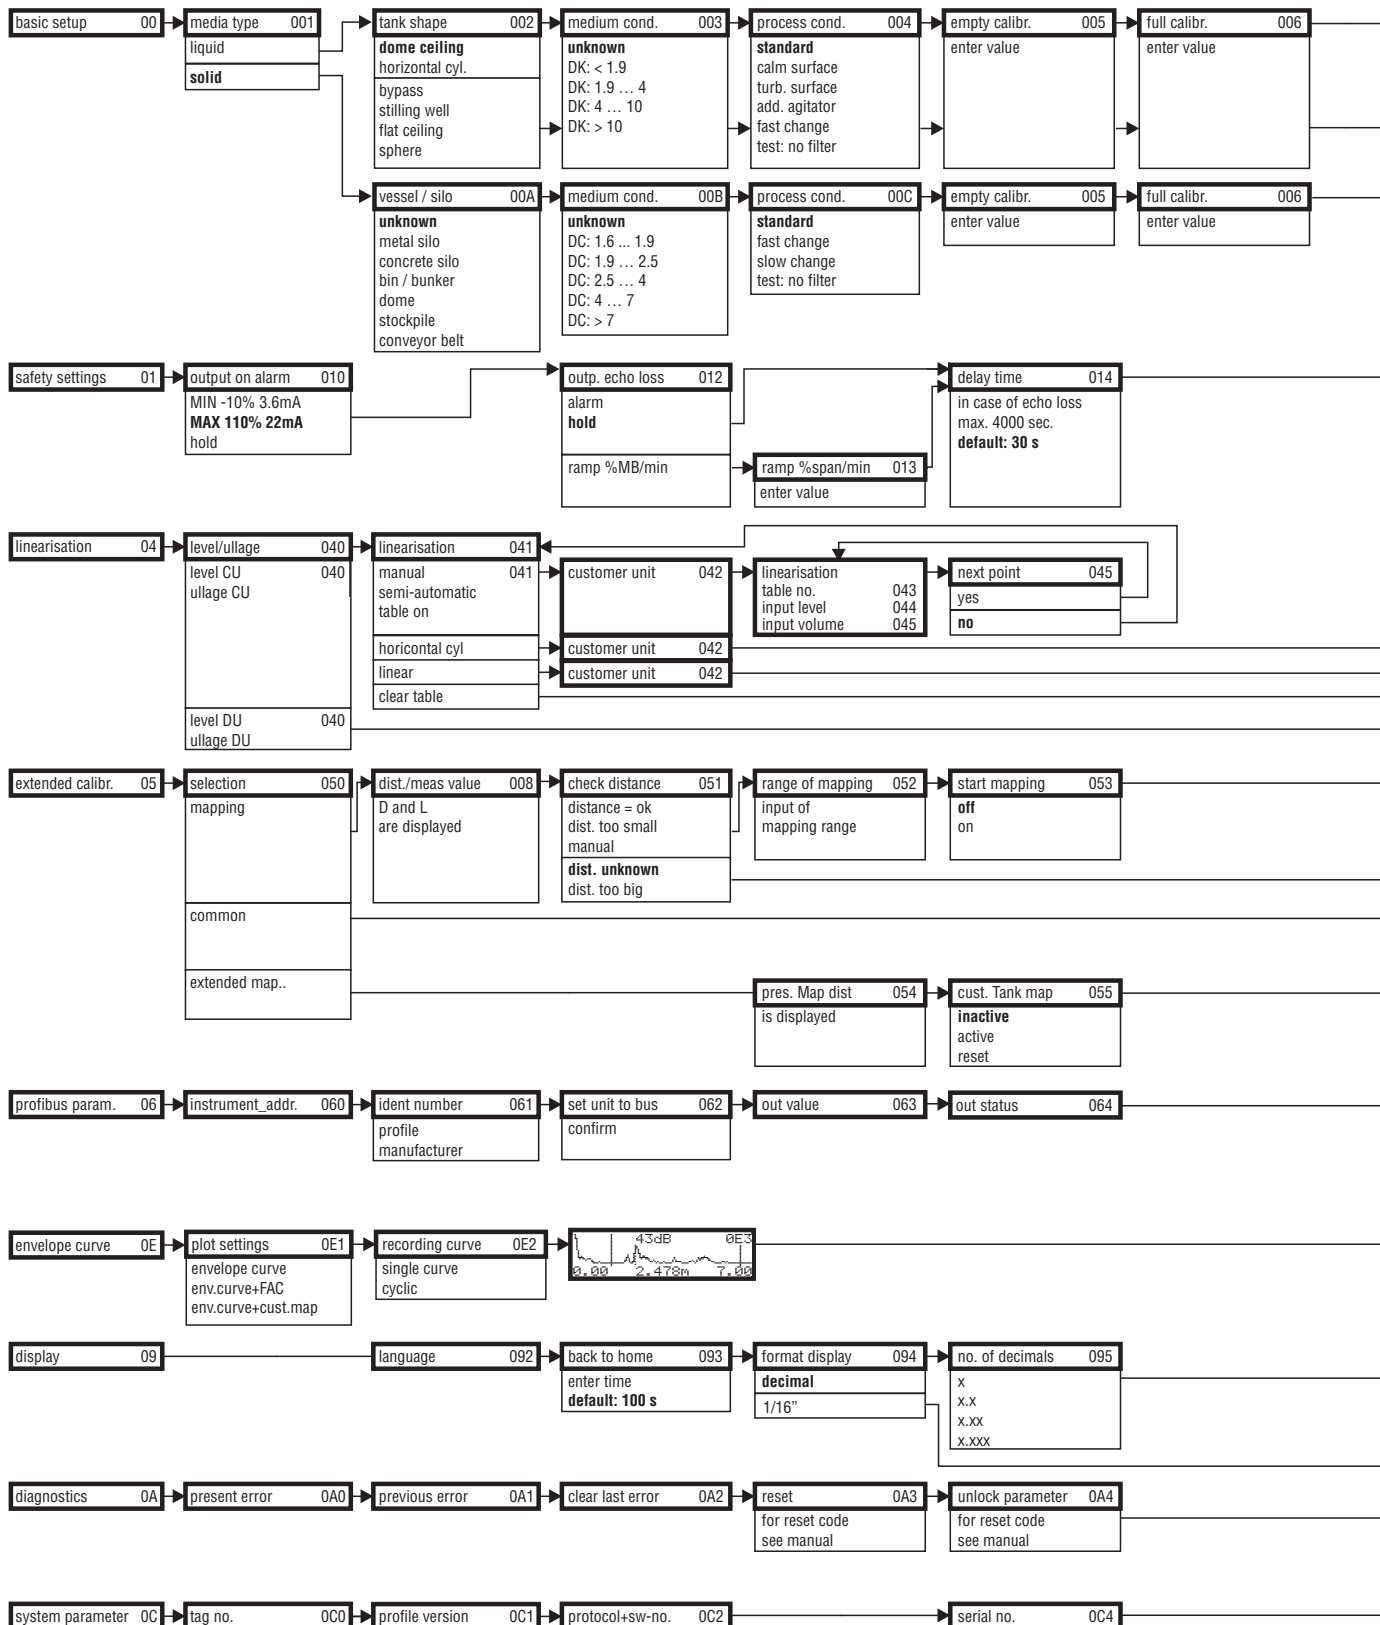 basic setup 00
media type 001
liquid
solid
tank shape 002
dome ceiling
horizontal cyl.
bypass
stilling well
flat ceiling
sphere
medium cond. 003
unknown
DK: < 1.9
DK: 1.9 … 4
DK: 4 … 10
DK: > 10
process cond. 004
standard
calm surface
turb. surface
add. agitator
fast change
test: no filter
empty calibr. 005
enter value
full calibr. 006
enter value
vessel / silo 00A
unknown
metal silo
concrete silo
bin / bunker
dome
stockpile
conveyor belt
medium cond. 00B
unknown
DC: 1.6 ... 1.9
DC: 1.9 … 2.5
DC: 2.5 … 4
DC: 4 … 7
DC: > 7
process cond. 00C
standard
fast change
slow change
test: no filter
empty calibr. 005
enter value
full calibr. 006
enter value
safety settings 01
output on alarm 010
MIN -10% 3.6mA
MAX 110% 22mA
hold
outp. echo loss 012
alarm
hold
ramp %MB/min
ramp %span/min 013
enter value
delay time 014
in case of echo loss
max. 4000 sec.
default: 30 s
linearisation 04
level/ullage 040
level CU 040
ullage CU
level DU 040
ullage DU
linearisation 041
manual 041
semi-automatic
table on
horicontal cyl
linear
clear table
customer unit 042
customer unit 042
customer unit 042
linearisation
table no. 043
input level 044
input volume 045
next point 045
yes
no
extended calibr. 05
selection 050
mapping
common
extended map..
dist./meas value 008
D and L
are displayed
check distance 051
distance = ok
dist. too small
manual
dist. unknown
dist. too big
range of mapping 052
input of
mapping range
start mapping 053
off
on
pres. Map dist 054
is displayed
cust. Tank map 055
inactive
active
reset
profibus param. 06
instrument_addr. 060
ident number 061
profile
manufacturer
set unit to bus 062
confirm
out value 063
out status 064
envelope curve 0E
plot settings 0E1
envelope curve
env.curve+FAC
env.curve+cust.map
recording curve 0E2
single curve
cyclic
43dB 0E3
0.00 2.478m 7.00
display 09
language 092
back to home 093
enter time
default: 100 s
format display 094
decimal
1/16”
no. of decimals 095
x
x.x
x.xx
x.xxx
diagnostics 0A
present error 0A0
previous error 0A1
clear last error 0A2
reset 0A3
for reset code
see manual
unlock parameter 0A4
for reset code
see manual
system parameter 0C
tag no. 0C0
profile version 0C1
protocol+sw-no. 0C2
serial no. 0C4